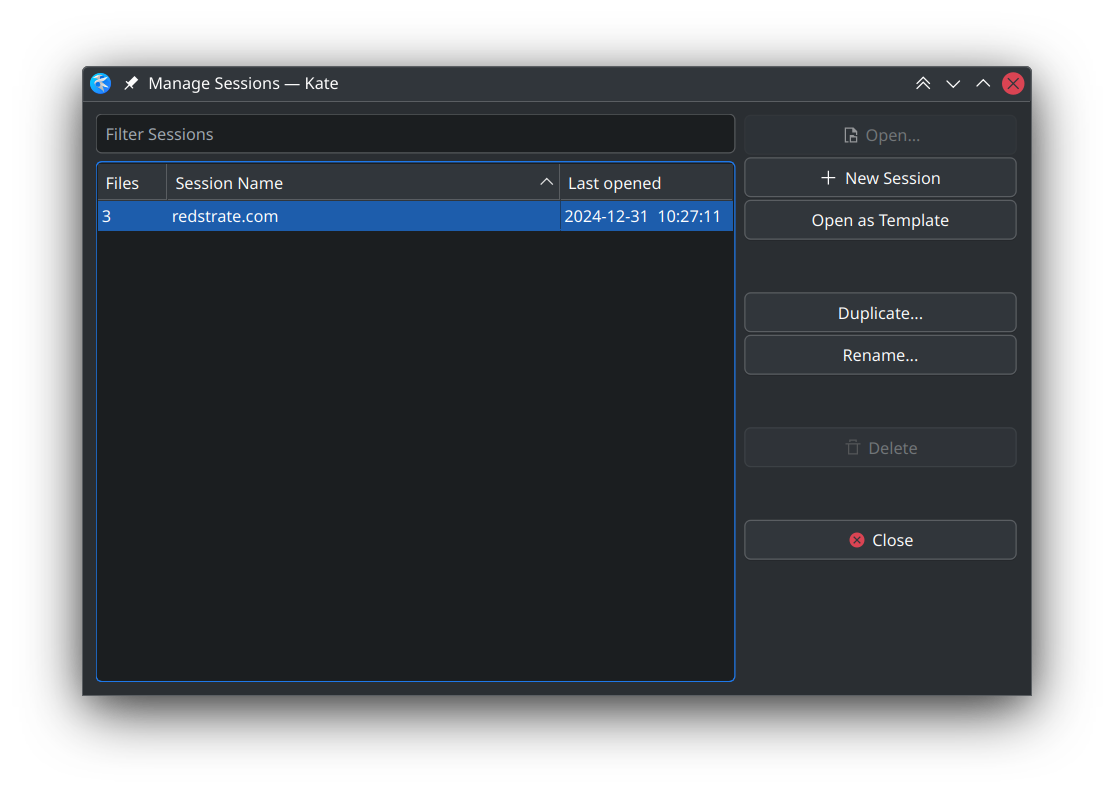 Manage Sessions — Kate
Filter Sessions
Files Session Name Last opened
3 redstrate.com 2024-12-31 10:27:11
Open...
New Session
Open as Template
Duplicate...
Rename...
Delete
Close